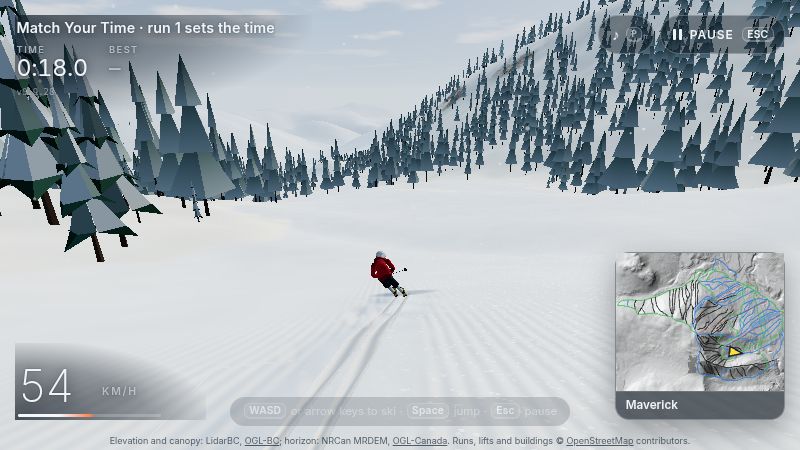 Match Your Time · run 1 sets the time
TIME BEST
0:18.0 —
♪ P
PAUSE ESC
54 KM/H
WASD or arrow keys to ski · Space jump · Esc pause
Maverick
Elevation and canopy: LidarBC, OGL-BC; horizon: NRCan MRDEM, OGL-Canada. Runs, lifts and buildings © OpenStreetMap contributors.